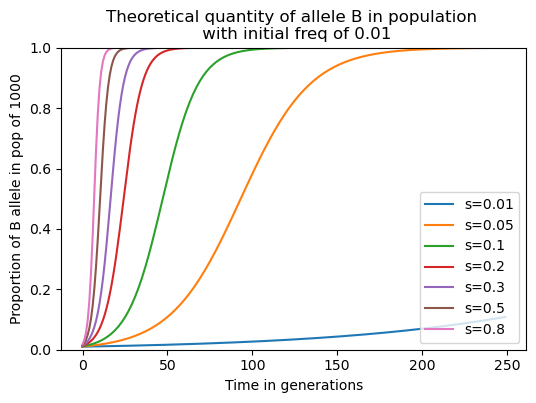 Theoretical quantity of allele B in population
with initial freq of 0.01
Proportion of B allele in pop of 1000
1.0
0.8
0.6
0.4
0.2
0.0
s=0.01
s=0.05
s=0.1
s=0.2
s=0.3
s=0.5
s=0.8
0
50
100
150
200
250
Time in generations